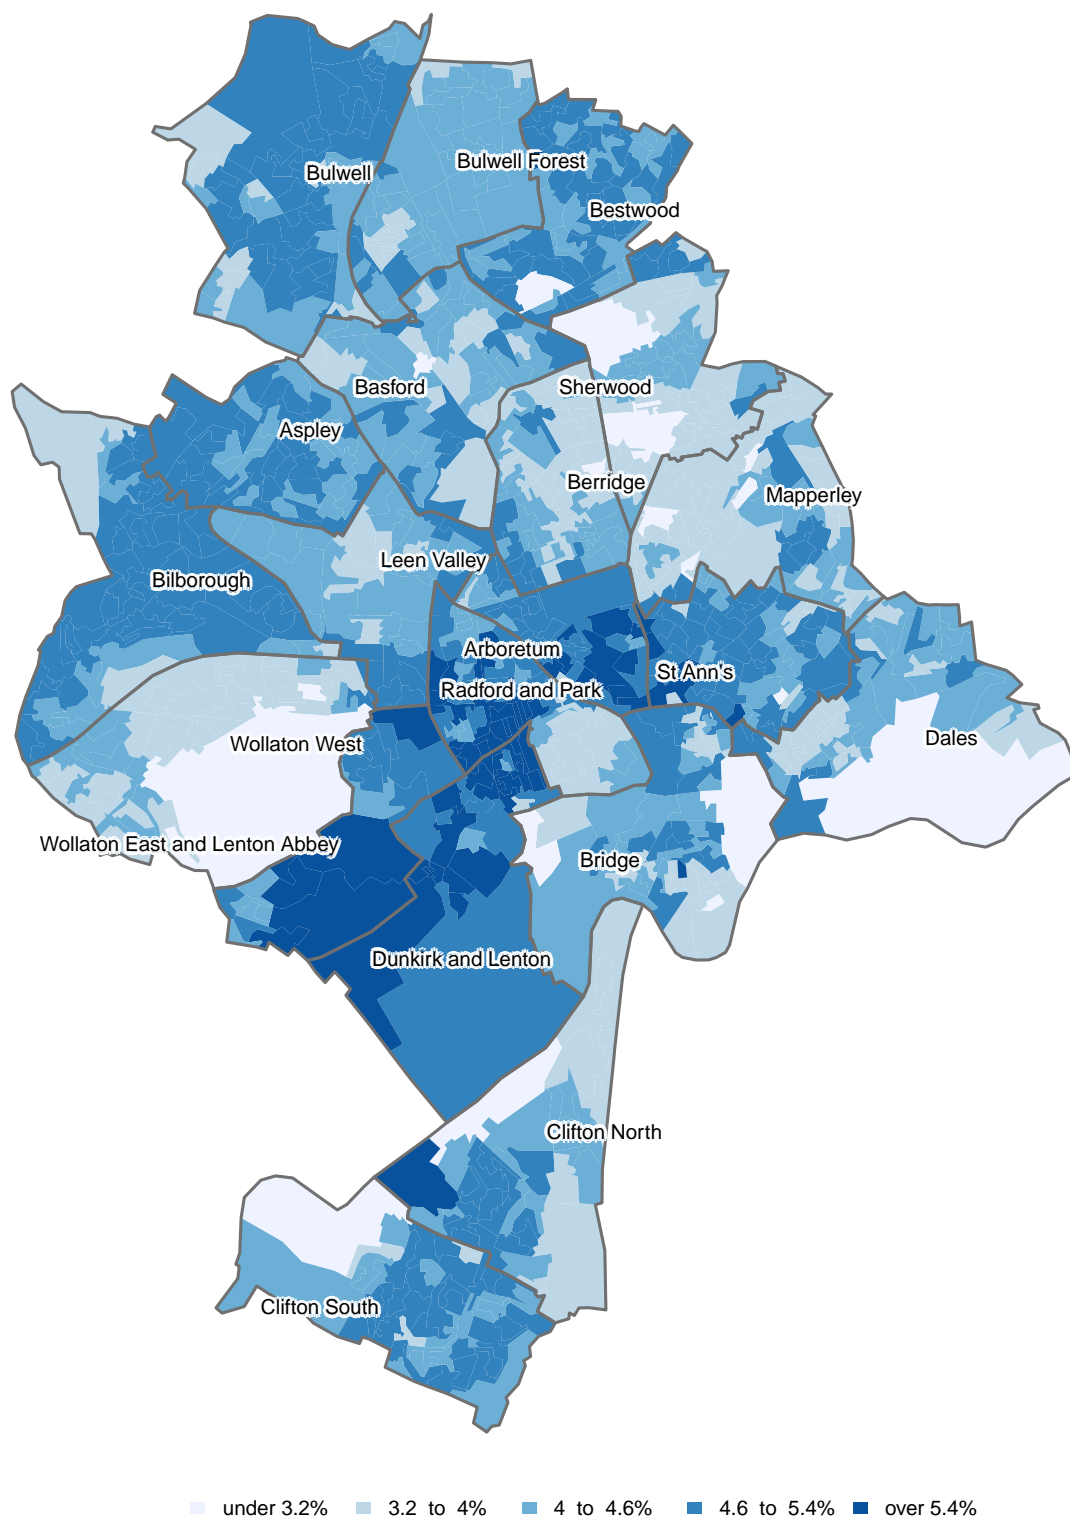 Bulwell
Bulwell Forest
Bestwood
Basford
Sherwood
Aspley
Berridge
Mapperley
Leen Valley
Bilborough
Arboretum
St Ann's
Radford and Park
Dales
Wollaton West
Wollaton East and Lenton Abbey
Bridge
Dunkirk and Lenton
Clifton North
Clifton South
under 3.2% 3.2 to 4% 4 to 4.6% 4.6 to 5.4% over 5.4%